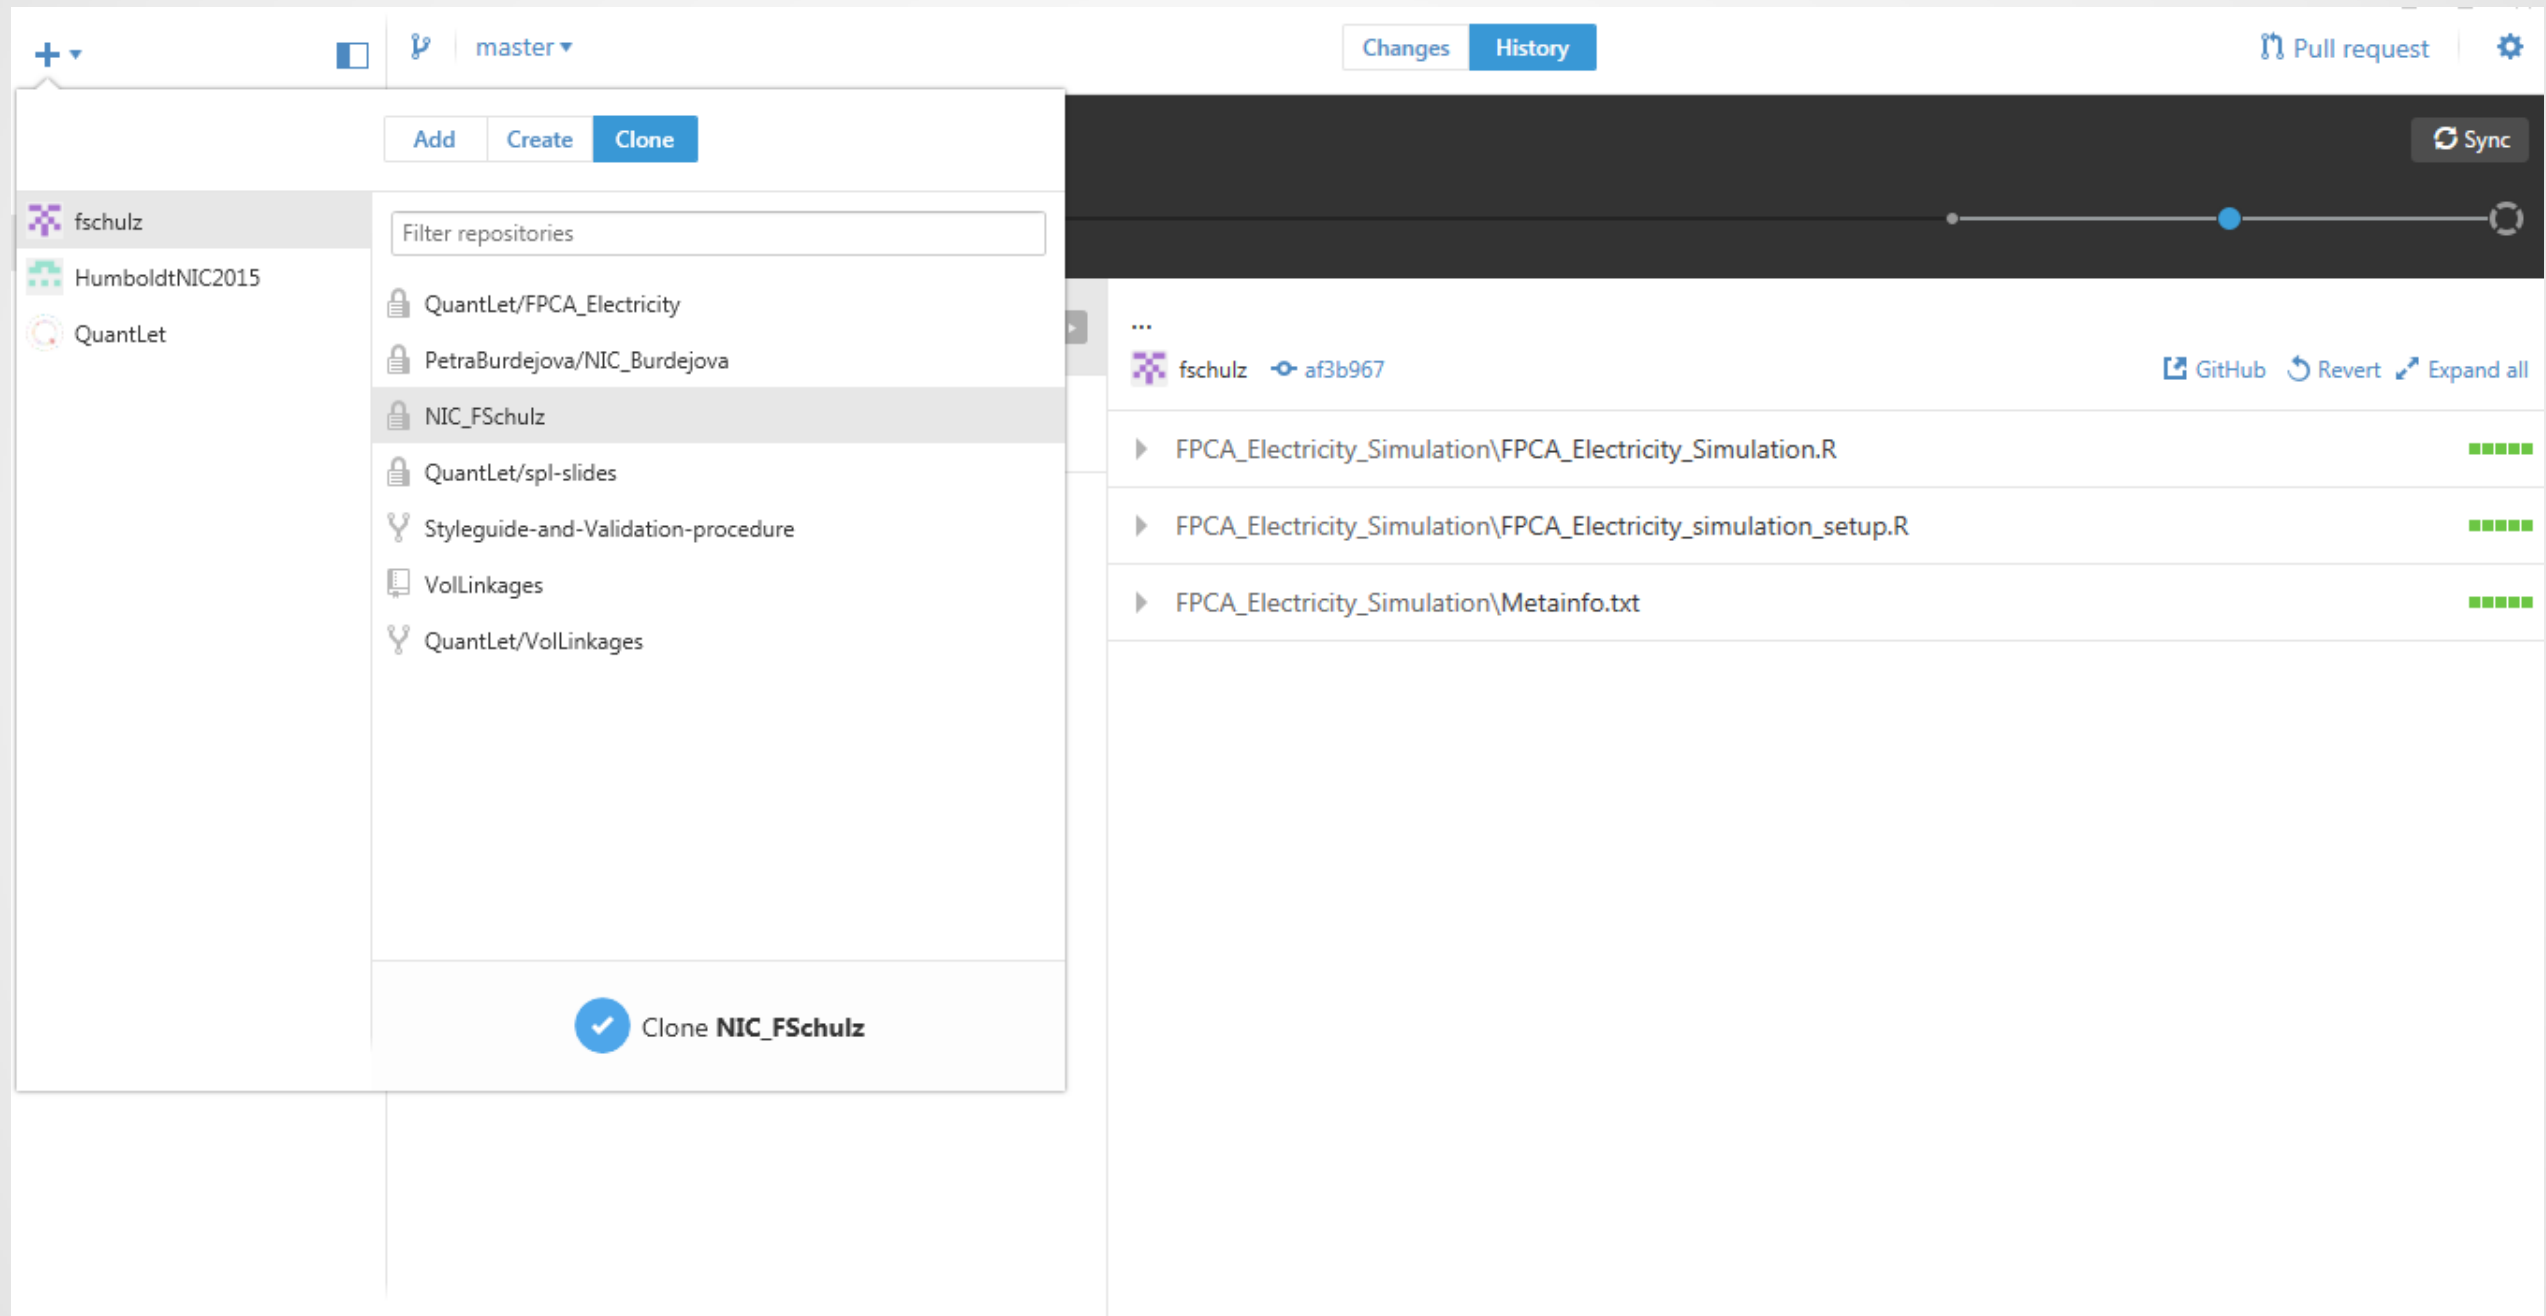 master
Changes
History
Pull request
Add
Create
Clone
Sync
fschulz
HumboldtNIC2015
QuantLet
Filter repositories
QuantLet/FPCA_Electricity
PetraBurdejova/NIC_Burdejova
NIC_FSchulz
QuantLet/spl-slides
Styleguide-and-Validation-procedure
VolLinkages
QuantLet/VolLinkages
Clone NIC_FSchulz
...
fschulz af3b967
GitHub
Revert
Expand all
FPCA_Electricity_Simulation\FPCA_Electricity_Simulation.R
FPCA_Electricity_Simulation\FPCA_Electricity_simulation_setup.R
FPCA_Electricity_Simulation\Metainfo.txt